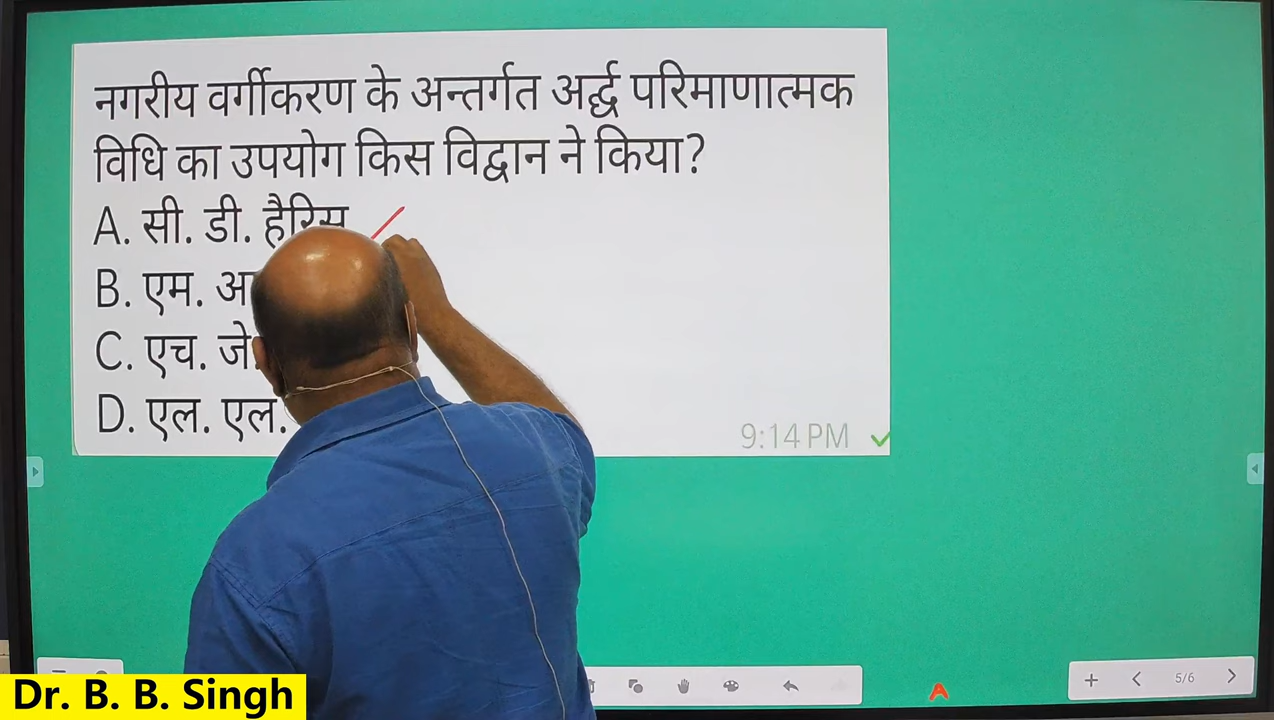 नगरीय वर्गीकरण के अन्तर्गत अर्द्ध परिमाणात्मक
विधि का उपयोग किस विद्वान ने किया?
A. सी. डी. हैरिस
B. एम.
C. एच. जे.
D. एल. एल.
9:14 PM
5/6
A
Dr. B. B. Singh